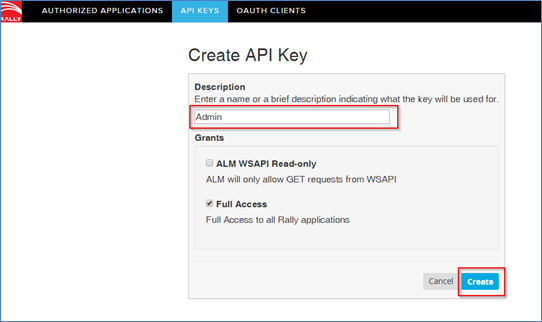 RALLY AUTHORIZED APPLICATIONS API KEYS OAUTH CLIENTS
Create API Key
Description
Enter a name or a brief description indicating what the key will be used for.
Admin
Grants
ALM WSAPI Read-only
ALM will only allow GET requests from WSAPI
Full Access
Full Access to all Rally applications
Cancel Create